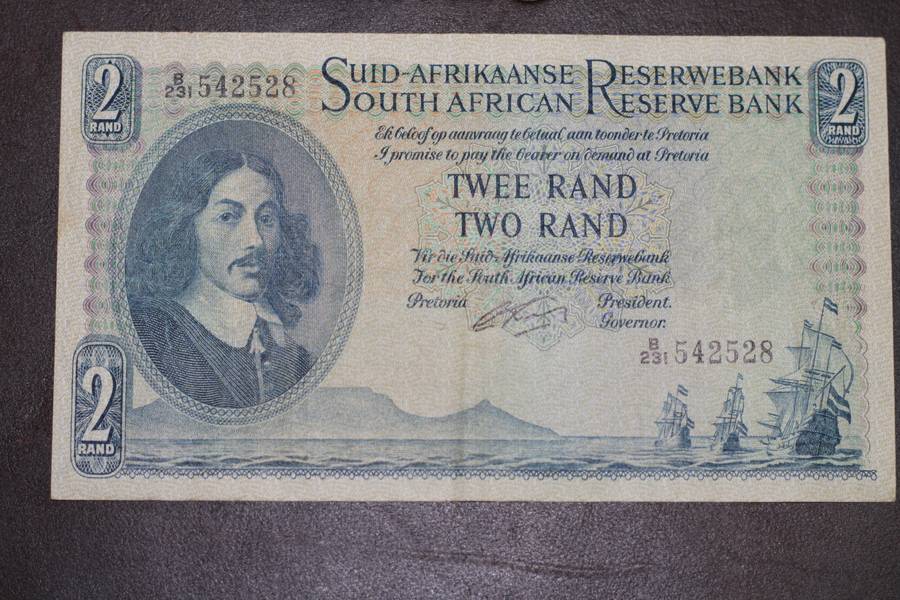 2
RAND
B
231 542528
SUID-AFRIKAANSE RESERWEBANK
SOUTH AFRICAN RESERVE BANK
2
RAND
Ek beloof op aanvraag te betaal aan toonder te Pretoria
I promise to pay the bearer on demand at Pretoria
TWEE RAND
TWO RAND
Vir die Suid-Afrikaanse Reserwebank
For the South African Reserve Bank
Pretoria President.
Governor.
B
231 542528
2
RAND